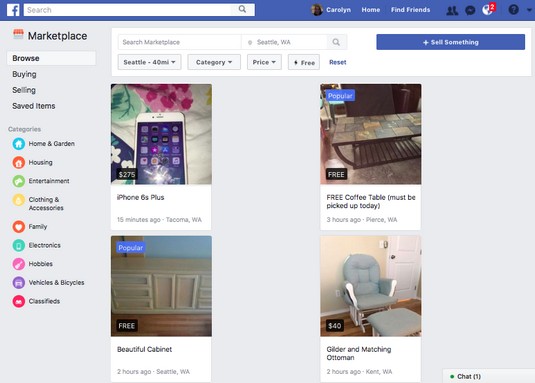 f Search
Carolyn Home Find Friends 2 ?
Marketplace
Browse
Buying
Selling
Saved Items
Categories
Home & Garden
Housing
Entertainment
Clothing &
Accessories
Family
Electronics
Hobbies
Vehicles & Bicycles
Classifieds
Search Marketplace Seattle, WA
+ Sell Something
Seattle - 40mi Category Price Free Reset
$275
iPhone 6s Plus
15 minutes ago · Tacoma, WA
Popular
FREE
FREE Coffee Table (must be
picked up today)
3 hours ago · Pierce, WA
Popular
FREE
Beautiful Cabinet
2 hours ago · Seattle, WA
$40
Gilder and Matching
Ottoman
2 hours ago · Kent, WA
Chat (1)